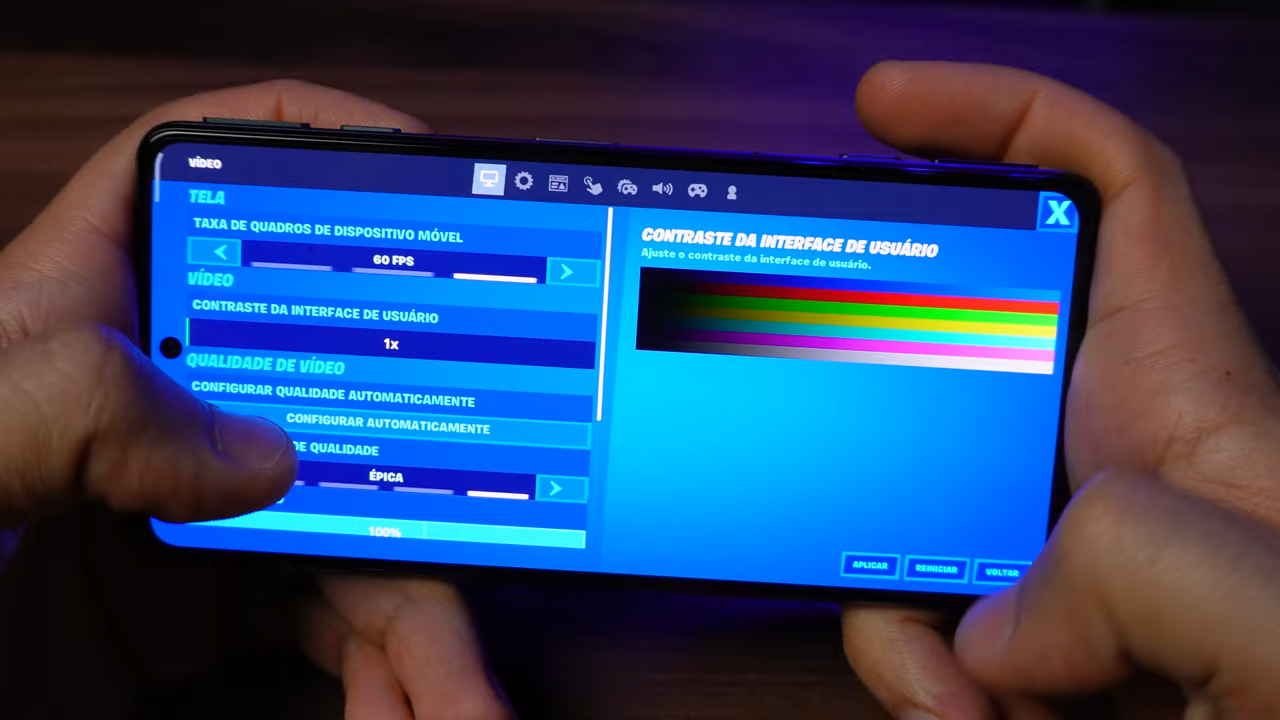 VÍDEO
X
TELA
TAXA DE QUADROS DE DISPOSITIVO MÓVEL
60 FPS
VÍDEO
CONTRASTE DA INTERFACE DE USUÁRIO
1x
QUALIDADE DE VÍDEO
CONFIGURAR QUALIDADE AUTOMATICAMENTE
CONFIGURAR AUTOMATICAMENTE
DE QUALIDADE
ÉPICA
100%
CONTRASTE DA INTERFACE DE USUÁRIO
Ajuste o contraste da interface de usuário.
APLICAR
REINICIAR
VOLTAR